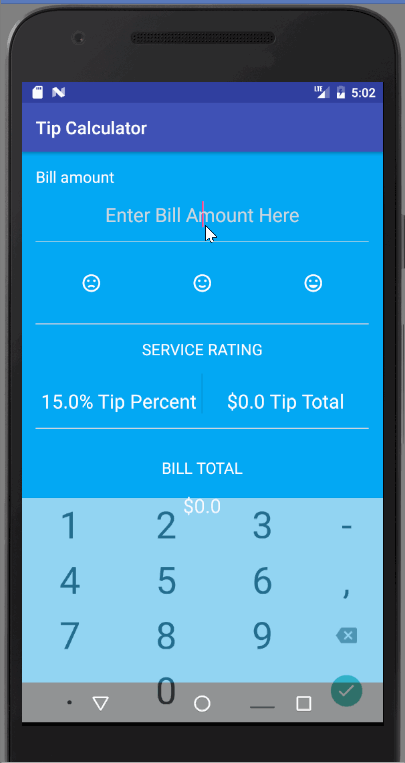 LTE 5:02
Tip Calculator
Bill amount
Enter Bill Amount Here
SERVICE RATING
15.0% Tip Percent $0.0 Tip Total
BILL TOTAL
$0.0
1 2 3 -
4 5 6 ,
7 8 9
. 0 _